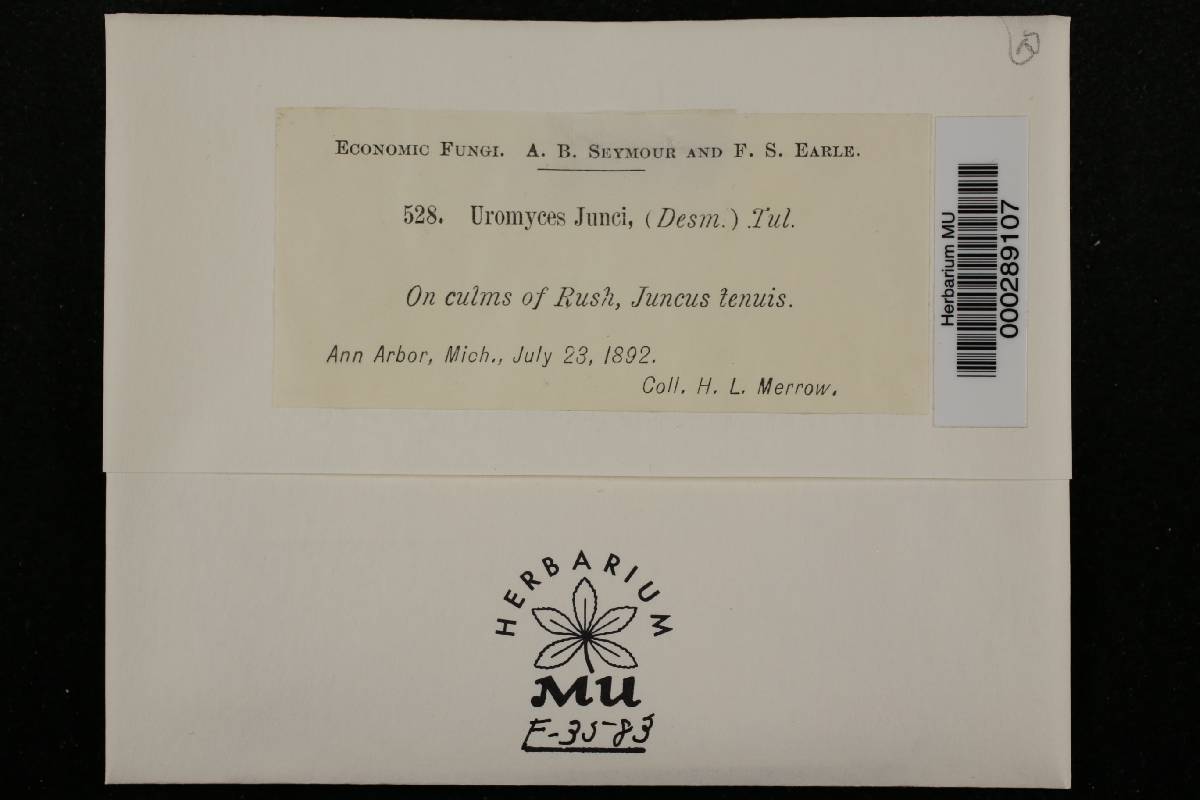 ECONOMIC FUNGI. A. B. SEYMOUR AND F. S. EARLE.
528. Uromyces Junci, (Desm.) Tul.
On culms of Rush, Juncus tenuis.
Ann Arbor, Mich., July 23, 1892.
Coll. H. L. Merrow.
Herbarium MU
000289107
HERBARIUM
MU
F-3583